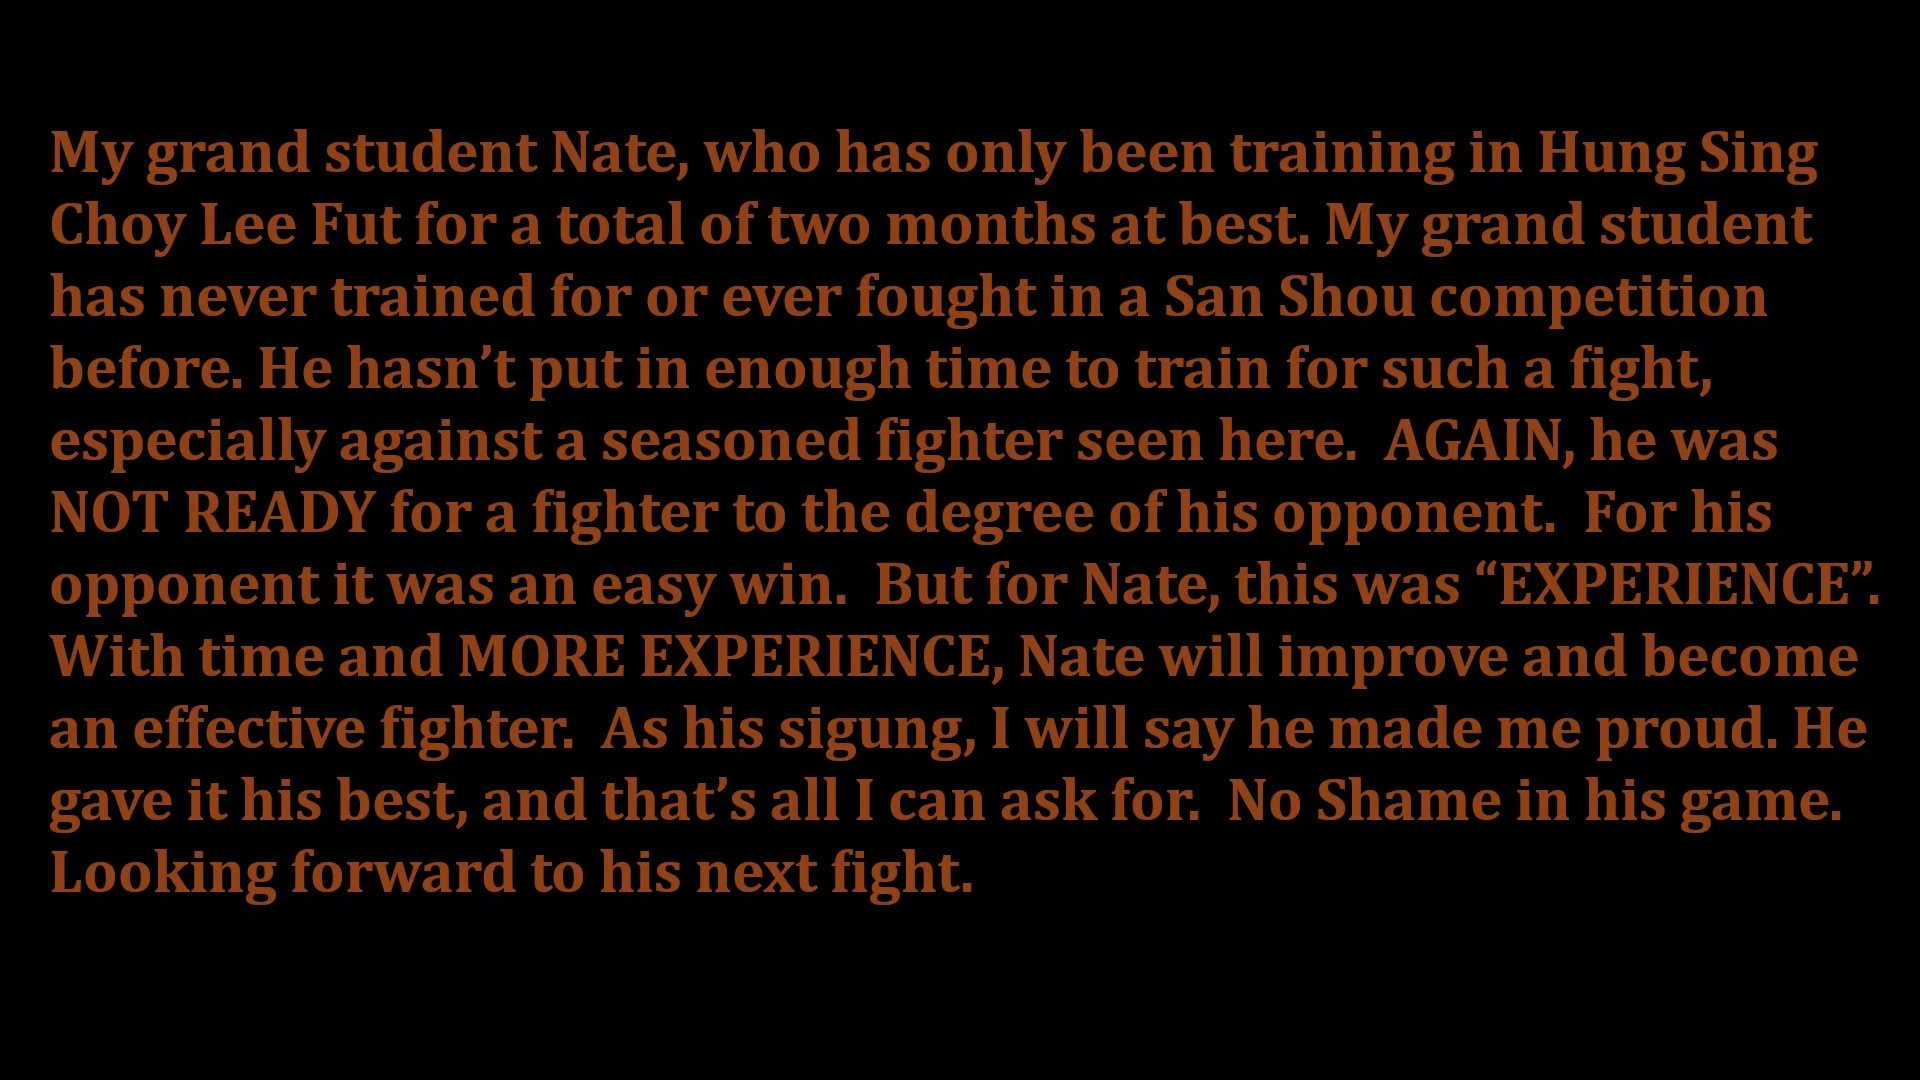 My grand student Nate, who has only been training in Hung Sing
Choy Lee Fut for a total of two months at best. My grand student
has never trained for or ever fought in a San Shou competition
before. He hasn’t put in enough time to train for such a fight,
especially against a seasoned fighter seen here.  AGAIN, he was
NOT READY for a fighter to the degree of his opponent.  For his
opponent it was an easy win.  But for Nate, this was “EXPERIENCE”.
With time and MORE EXPERIENCE, Nate will improve and become
an effective fighter.  As his sigung, I will say he made me proud. He
gave it his best, and that’s all I can ask for.  No Shame in his game.
Looking forward to his next fight.